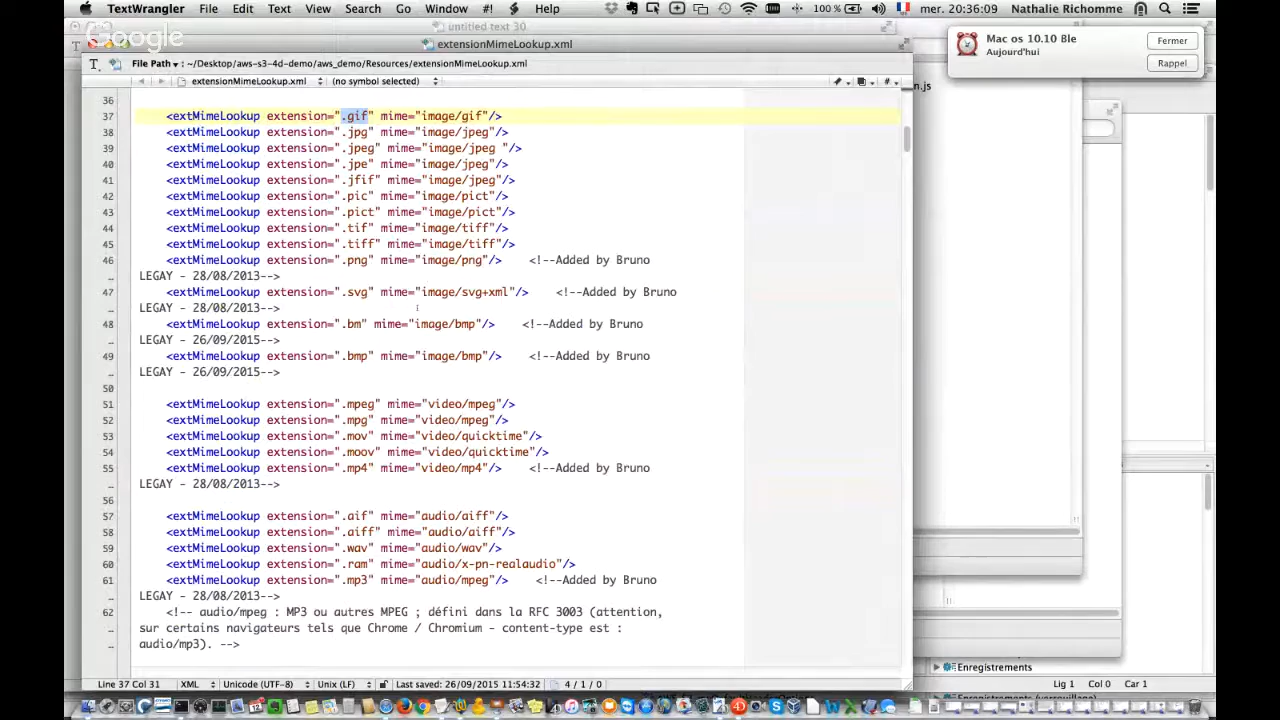 TextWrangler File Edit Text View Search Go Window #! Help 100 % mer. 20:36:09 Nathalie Richomme
untitled text 30
Google
extensionMimeLookup.xml
Mac os 10.10 Ble
Aujourd'hui
Fermer
Rappel
File Path : ~/Desktop/aws-s3-4d-demo/aws_demo/Resources/extensionMimeLookup.xml
extensionMimeLookup.xml (no symbol selected)
n.js
36
37 <extMimeLookup extension=".gif" mime="image/gif"/>
38 <extMimeLookup extension=".jpg" mime="image/jpeg"/>
39 <extMimeLookup extension=".jpeg" mime="image/jpeg "/>
40 <extMimeLookup extension=".jpe" mime="image/jpeg"/>
41 <extMimeLookup extension=".jfif" mime="image/jpeg"/>
42 <extMimeLookup extension=".pic" mime="image/pict"/>
43 <extMimeLookup extension=".pict" mime="image/pict"/>
44 <extMimeLookup extension=".tif" mime="image/tiff"/>
45 <extMimeLookup extension=".tiff" mime="image/tiff"/>
46 <extMimeLookup extension=".png" mime="image/png"/> <!--Added by Bruno
LEGAY - 28/08/2013-->
47 <extMimeLookup extension=".svg" mime="image/svg+xml"/> <!--Added by Bruno
LEGAY - 28/08/2013-->
48 <extMimeLookup extension=".bm" mime="image/bmp"/> <!--Added by Bruno
LEGAY - 26/09/2015-->
49 <extMimeLookup extension=".bmp" mime="image/bmp"/> <!--Added by Bruno
LEGAY - 26/09/2015-->
50
51 <extMimeLookup extension=".mpeg" mime="video/mpeg"/>
52 <extMimeLookup extension=".mpg" mime="video/mpeg"/>
53 <extMimeLookup extension=".mov" mime="video/quicktime"/>
54 <extMimeLookup extension=".moov" mime="video/quicktime"/>
55 <extMimeLookup extension=".mp4" mime="video/mp4"/> <!--Added by Bruno
LEGAY - 28/08/2013-->
56
57 <extMimeLookup extension=".aif" mime="audio/aiff"/>
58 <extMimeLookup extension=".aiff" mime="audio/aiff"/>
59 <extMimeLookup extension=".wav" mime="audio/wav"/>
60 <extMimeLookup extension=".ram" mime="audio/x-pn-realaudio"/>
61 <extMimeLookup extension=".mp3" mime="audio/mpeg"/> <!--Added by Bruno
LEGAY - 28/08/2013-->
62 <!-- audio/mpeg : MP3 ou autres MPEG ; défini dans la RFC 3003 (attention,
sur certains navigateurs tels que Chrome / Chromium - content-type est :
audio/mp3). -->
Enregistrements
Line 37 Col 31 XML Unicode (UTF-8) Unix (LF) Last saved: 26/09/2015 11:54:32 4 / 1 / 0
Lig 1 Col 0 Car 1
Enregistrements (verrouillage)